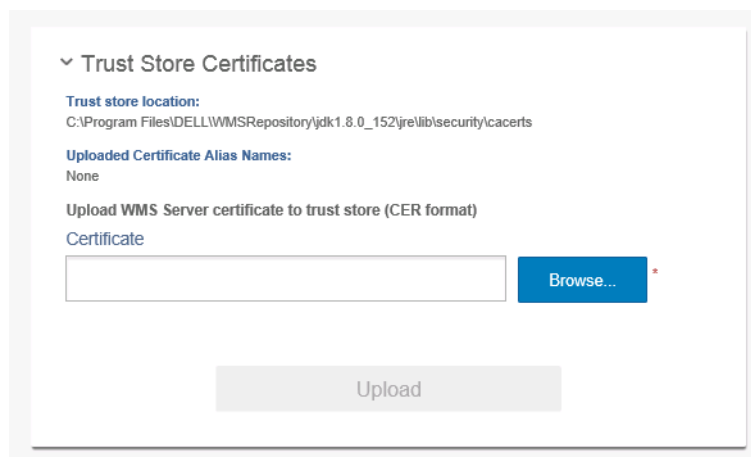 Trust Store Certificates
Trust store location:
C:\Program Files\DELL\WMSRepository\jdk1.8.0_152\jre\lib\security\cacerts
Uploaded Certificate Alias Names:
None
Upload WMS Server certificate to trust store (CER format)
Certificate
Browse... *
Upload